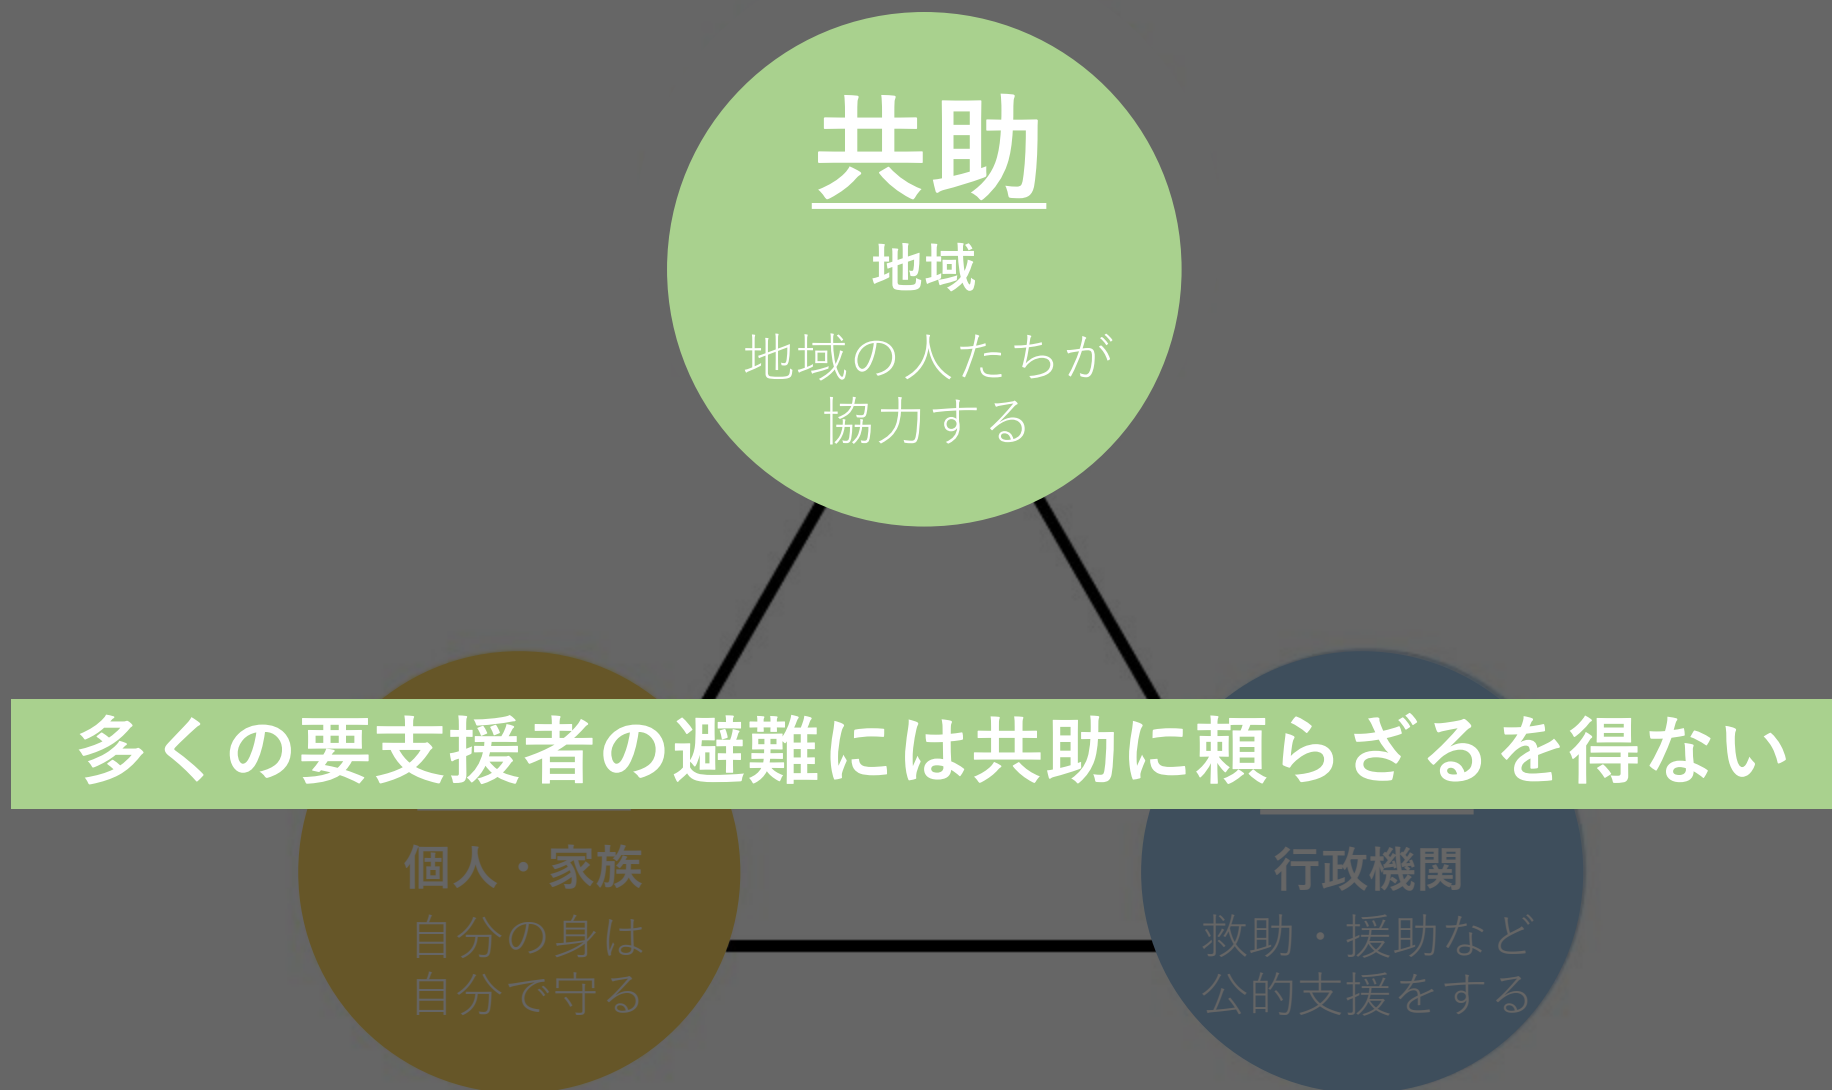 共助
地域
地域の人たちが
協力する
多くの要支援者の避難には共助に頼らざるを得ない
個人・家族
自分の身は
自分で守る
行政機関
救助・援助など
公的支援をする